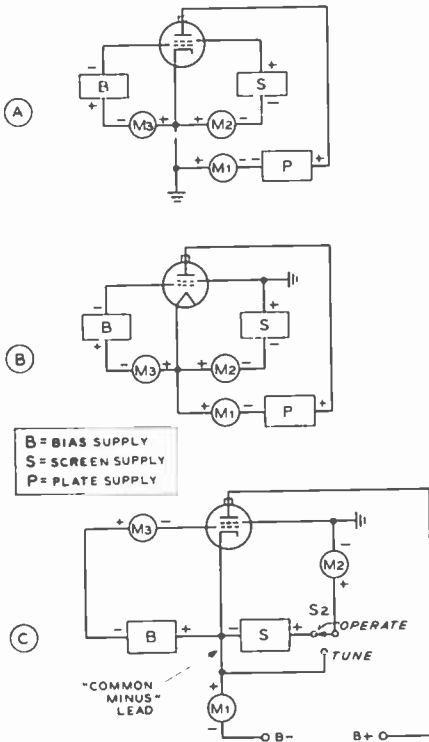 A
- +
B S
+ - M3 + + M2 - -
+ M1 - - P +
B
- +
B S
+ - M3 + + M2 - -
+ M1 - P +
B = BIAS SUPPLY
S = SCREEN SUPPLY
P = PLATE SUPPLY
C
+ M3 -
- M2 +
S2
OPERATE
- B + - S +
TUNE
"COMMON
MINUS"
LEAD
+ M1 -
B- B+